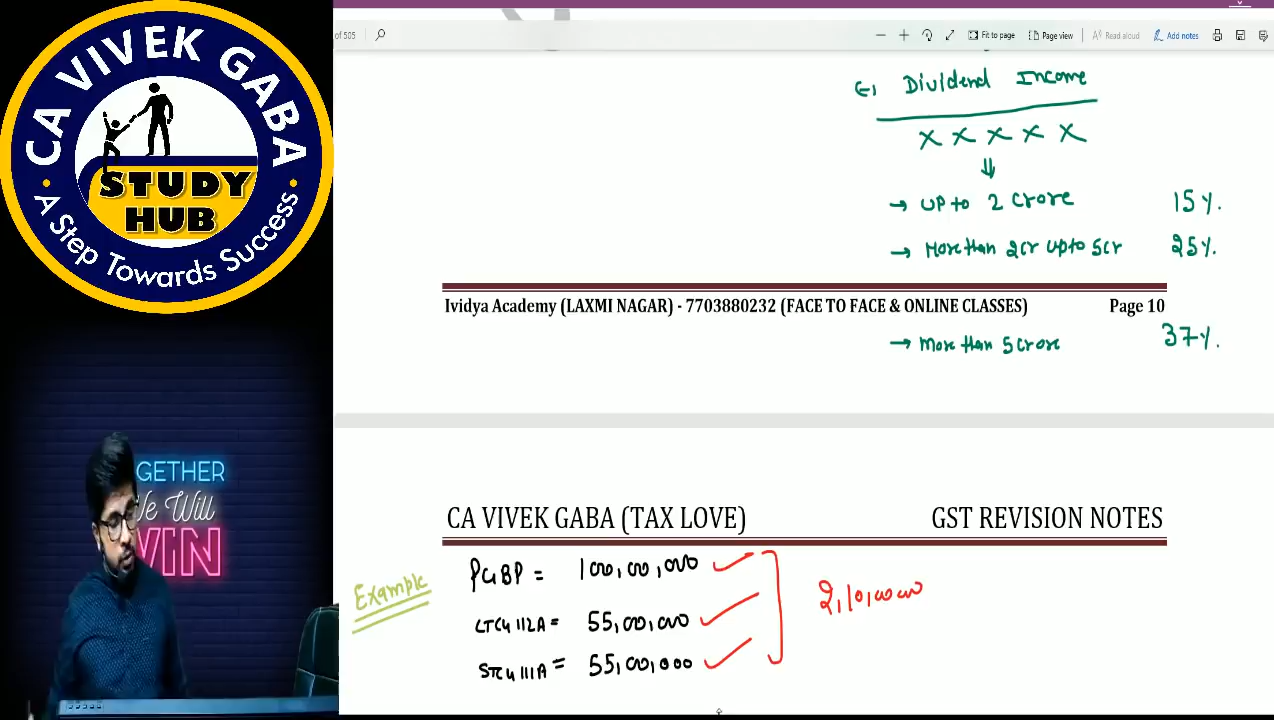 CA VIVEK GABA
STUDY
HUB
A Step Towards Success
GETHER
We Will
WIN
of 505
Fit to page
Page view
Read aloud
Add notes
Dividend Income
x x x x x
→ UP to 2 crore 15%.
→ More than 2cr upto 5cr 25%.
Ividya Academy (LAXMI NAGAR) - 7703880232 (FACE TO FACE & ONLINE CLASSES) Page 10
→ More than 5 crore 37%.
CA VIVEK GABA (TAX LOVE) GST REVISION NOTES
Example
PGBP = 100,00,000
LTCG 112A = 55,00,000
STCG 111A = 55,00,000
2,10,00,000